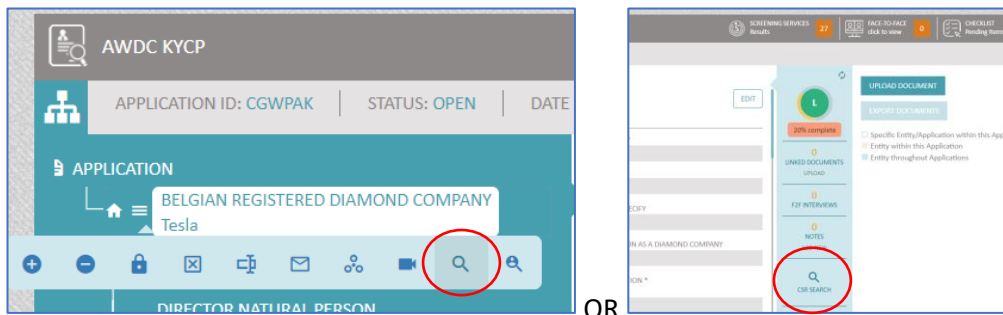 AWDC KYCP
APPLICATION ID: CGWPAK
STATUS: OPEN
DATE
APPLICATION
BELGIAN REGISTERED DIAMOND COMPANY
Tesla
DIRECTOR NATURAL PERSON
OR
SCREENING SERVICES
Results
27
FACE-TO-FACE
click to view
0
CHECKLIST
Pending Items
EDIT
ECIFY
N AS A DIAMOND COMPANY
ION *
L
20% complete
0
LINKED DOCUMENTS
UPLOAD
0
F2F INTERVIEWS
0
NOTES
CSR SEARCH
UPLOAD DOCUMENT
EXPORT DOCUMENTS
Specific Entity/Application within this App
Entity within this Application
Entity throughout Applications